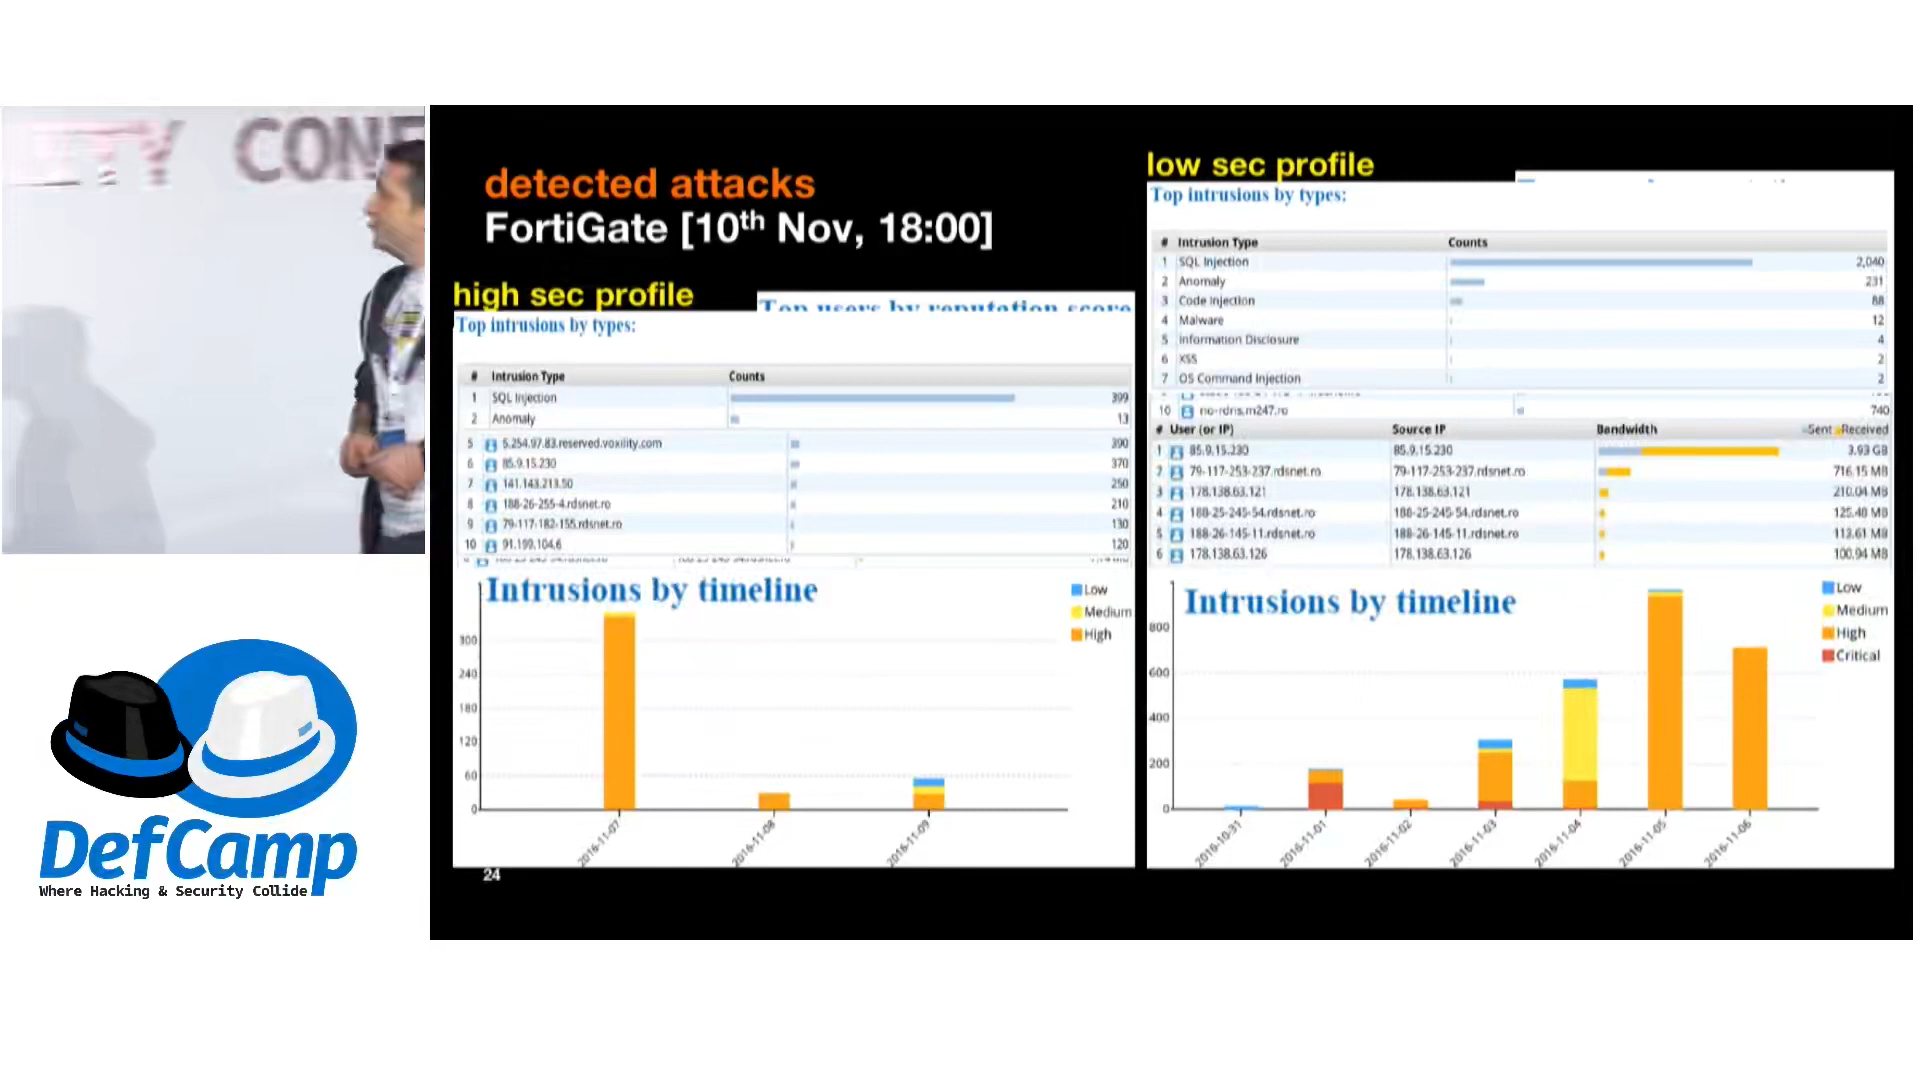 ITY CONF
detected attacks
FortiGate [10th Nov, 18:00]
high sec profile
Top users by reputation score
Top intrusions by types:
# Intrusion Type Counts
1 SQL Injection 399
2 Anomaly 13
5 5.254.97.83.reserved.voxility.com 390
6 85.9.15.230 370
7 141.143.213.50 250
8 188-26-255-4.rdsnet.ro 210
9 79-117-182-155.rdsnet.ro 130
10 91.199.104.6 120
Intrusions by timeline
Low
Medium
High
300
240
180
120
60
0
2016-11-07
2016-11-08
2016-11-09
24
low sec profile
Top intrusions by types:
# Intrusion Type Counts
1 SQL Injection 2,040
2 Anomaly 231
3 Code Injection 88
4 Malware 12
5 Information Disclosure 4
6 XSS 2
7 OS Command Injection 2
10 no-rdns.m247.ro 740
# User (or IP) Source IP Bandwidth Sent Received
1 85.9.15.230 85.9.15.230 3.93 GB
2 79-117-253-237.rdsnet.ro 79-117-253-237.rdsnet.ro 716.15 MB
3 178.138.63.121 178.138.63.121 210.04 MB
4 188-25-245-54.rdsnet.ro 188-25-245-54.rdsnet.ro 125.40 MB
5 188-26-145-11.rdsnet.ro 188-26-145-11.rdsnet.ro 113.61 MB
6 178.138.63.126 178.138.63.126 100.94 MB
Intrusions by timeline
Low
Medium
High
Critical
800
600
400
200
0
2016-10-31
2016-11-01
2016-11-02
2016-11-03
2016-11-04
2016-11-05
2016-11-06
DefCamp
Where Hacking & Security Collide